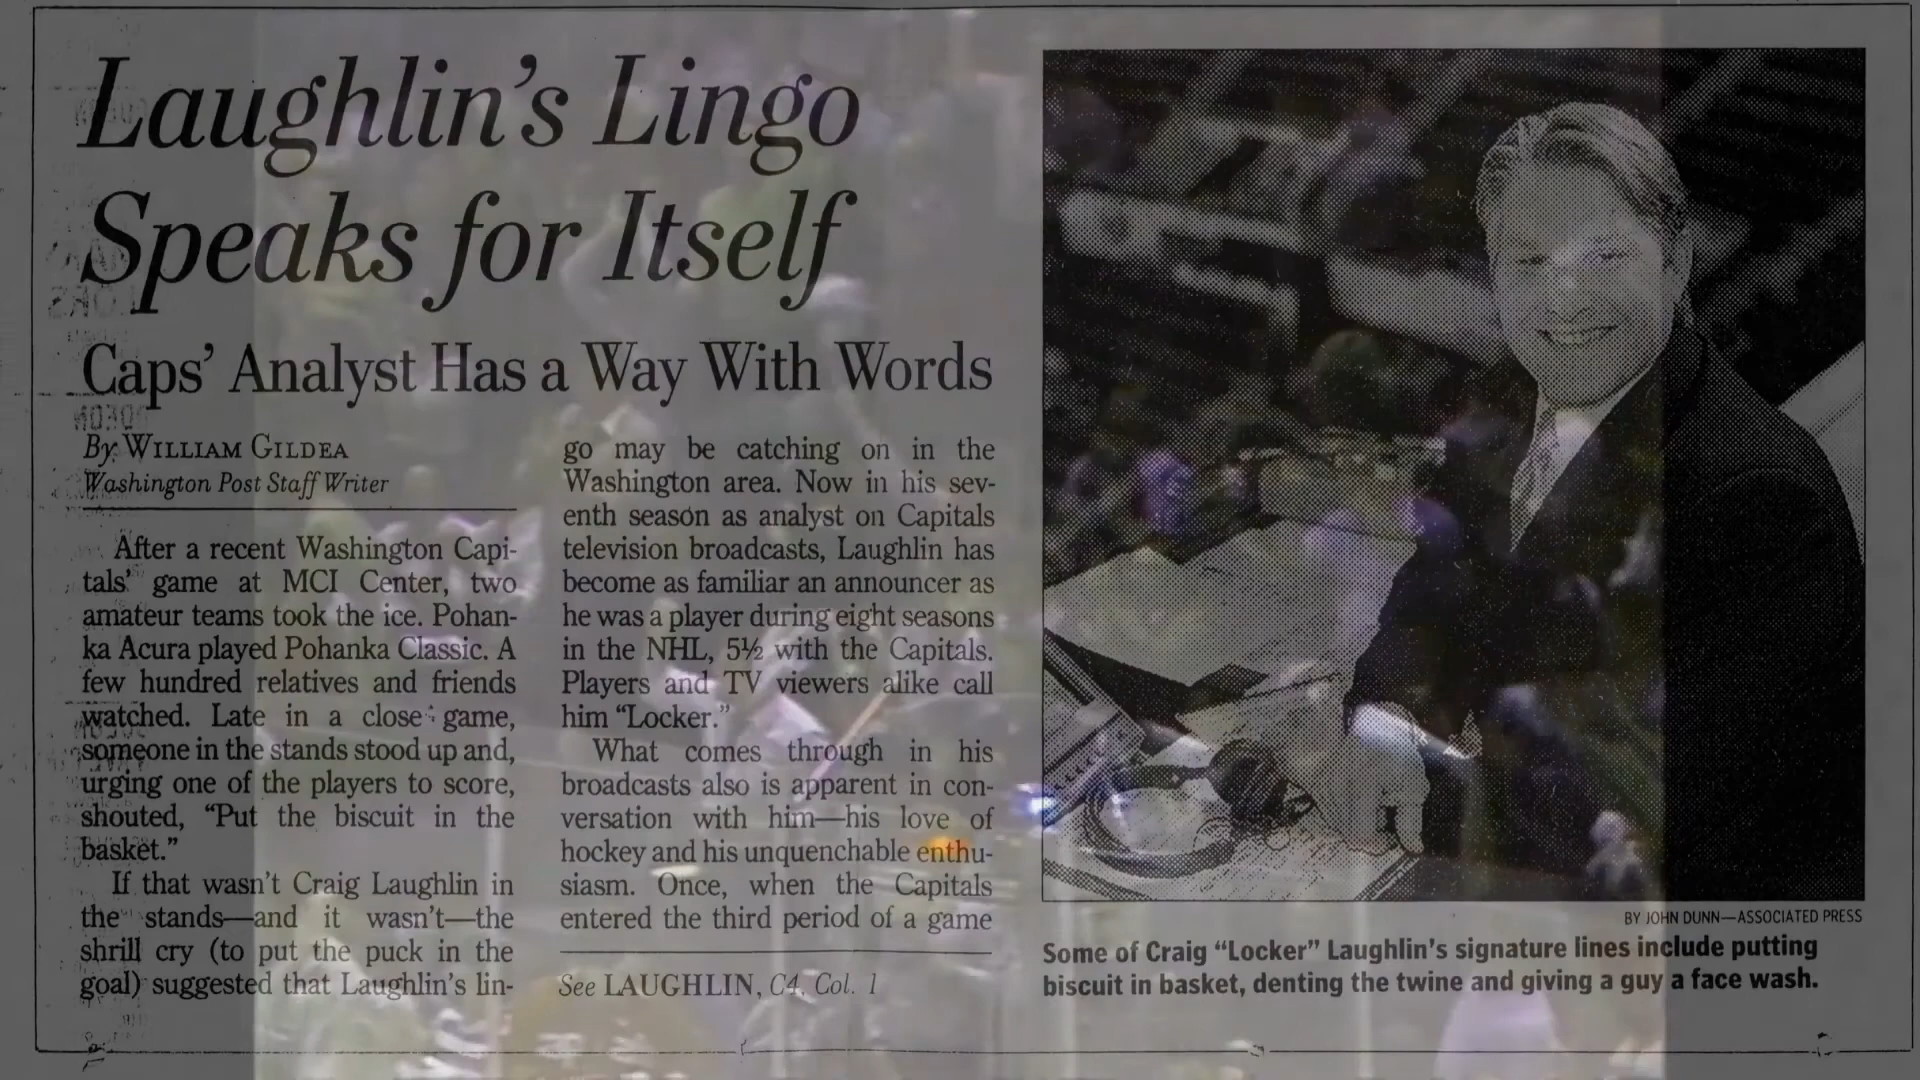 Laughlin's Lingo
Speaks for Itself
Caps' Analyst Has a Way With Words
By WILLIAM GILDEA
Washington Post Staff Writer
After a recent Washington Capi-
tals' game at MCI Center, two
amateur teams took the ice. Pohan-
ka Acura played Pohanka Classic. A
few hundred relatives and friends
watched. Late in a close game,
someone in the stands stood up and,
urging one of the players to score,
shouted, “Put the biscuit in the
basket.”
If that wasn't Craig Laughlin in
the stands—and it wasn't—the
shrill cry (to put the puck in the
goal) suggested that Laughlin's lin-
go may be catching on in the
Washington area. Now in his sev-
enth season as analyst on Capitals
television broadcasts, Laughlin has
become as familiar an announcer as
he was a player during eight seasons
in the NHL, 5½ with the Capitals.
Players and TV viewers alike call
him “Locker.”
What comes through in his
broadcasts also is apparent in con-
versation with him—his love of
hockey and his unquenchable enthu-
siasm. Once, when the Capitals
entered the third period of a game
See LAUGHLIN, C4, Col. 1
BY JOHN DUNN—ASSOCIATED PRESS
Some of Craig “Locker” Laughlin's signature lines include putting
biscuit in basket, denting the twine and giving a guy a face wash.